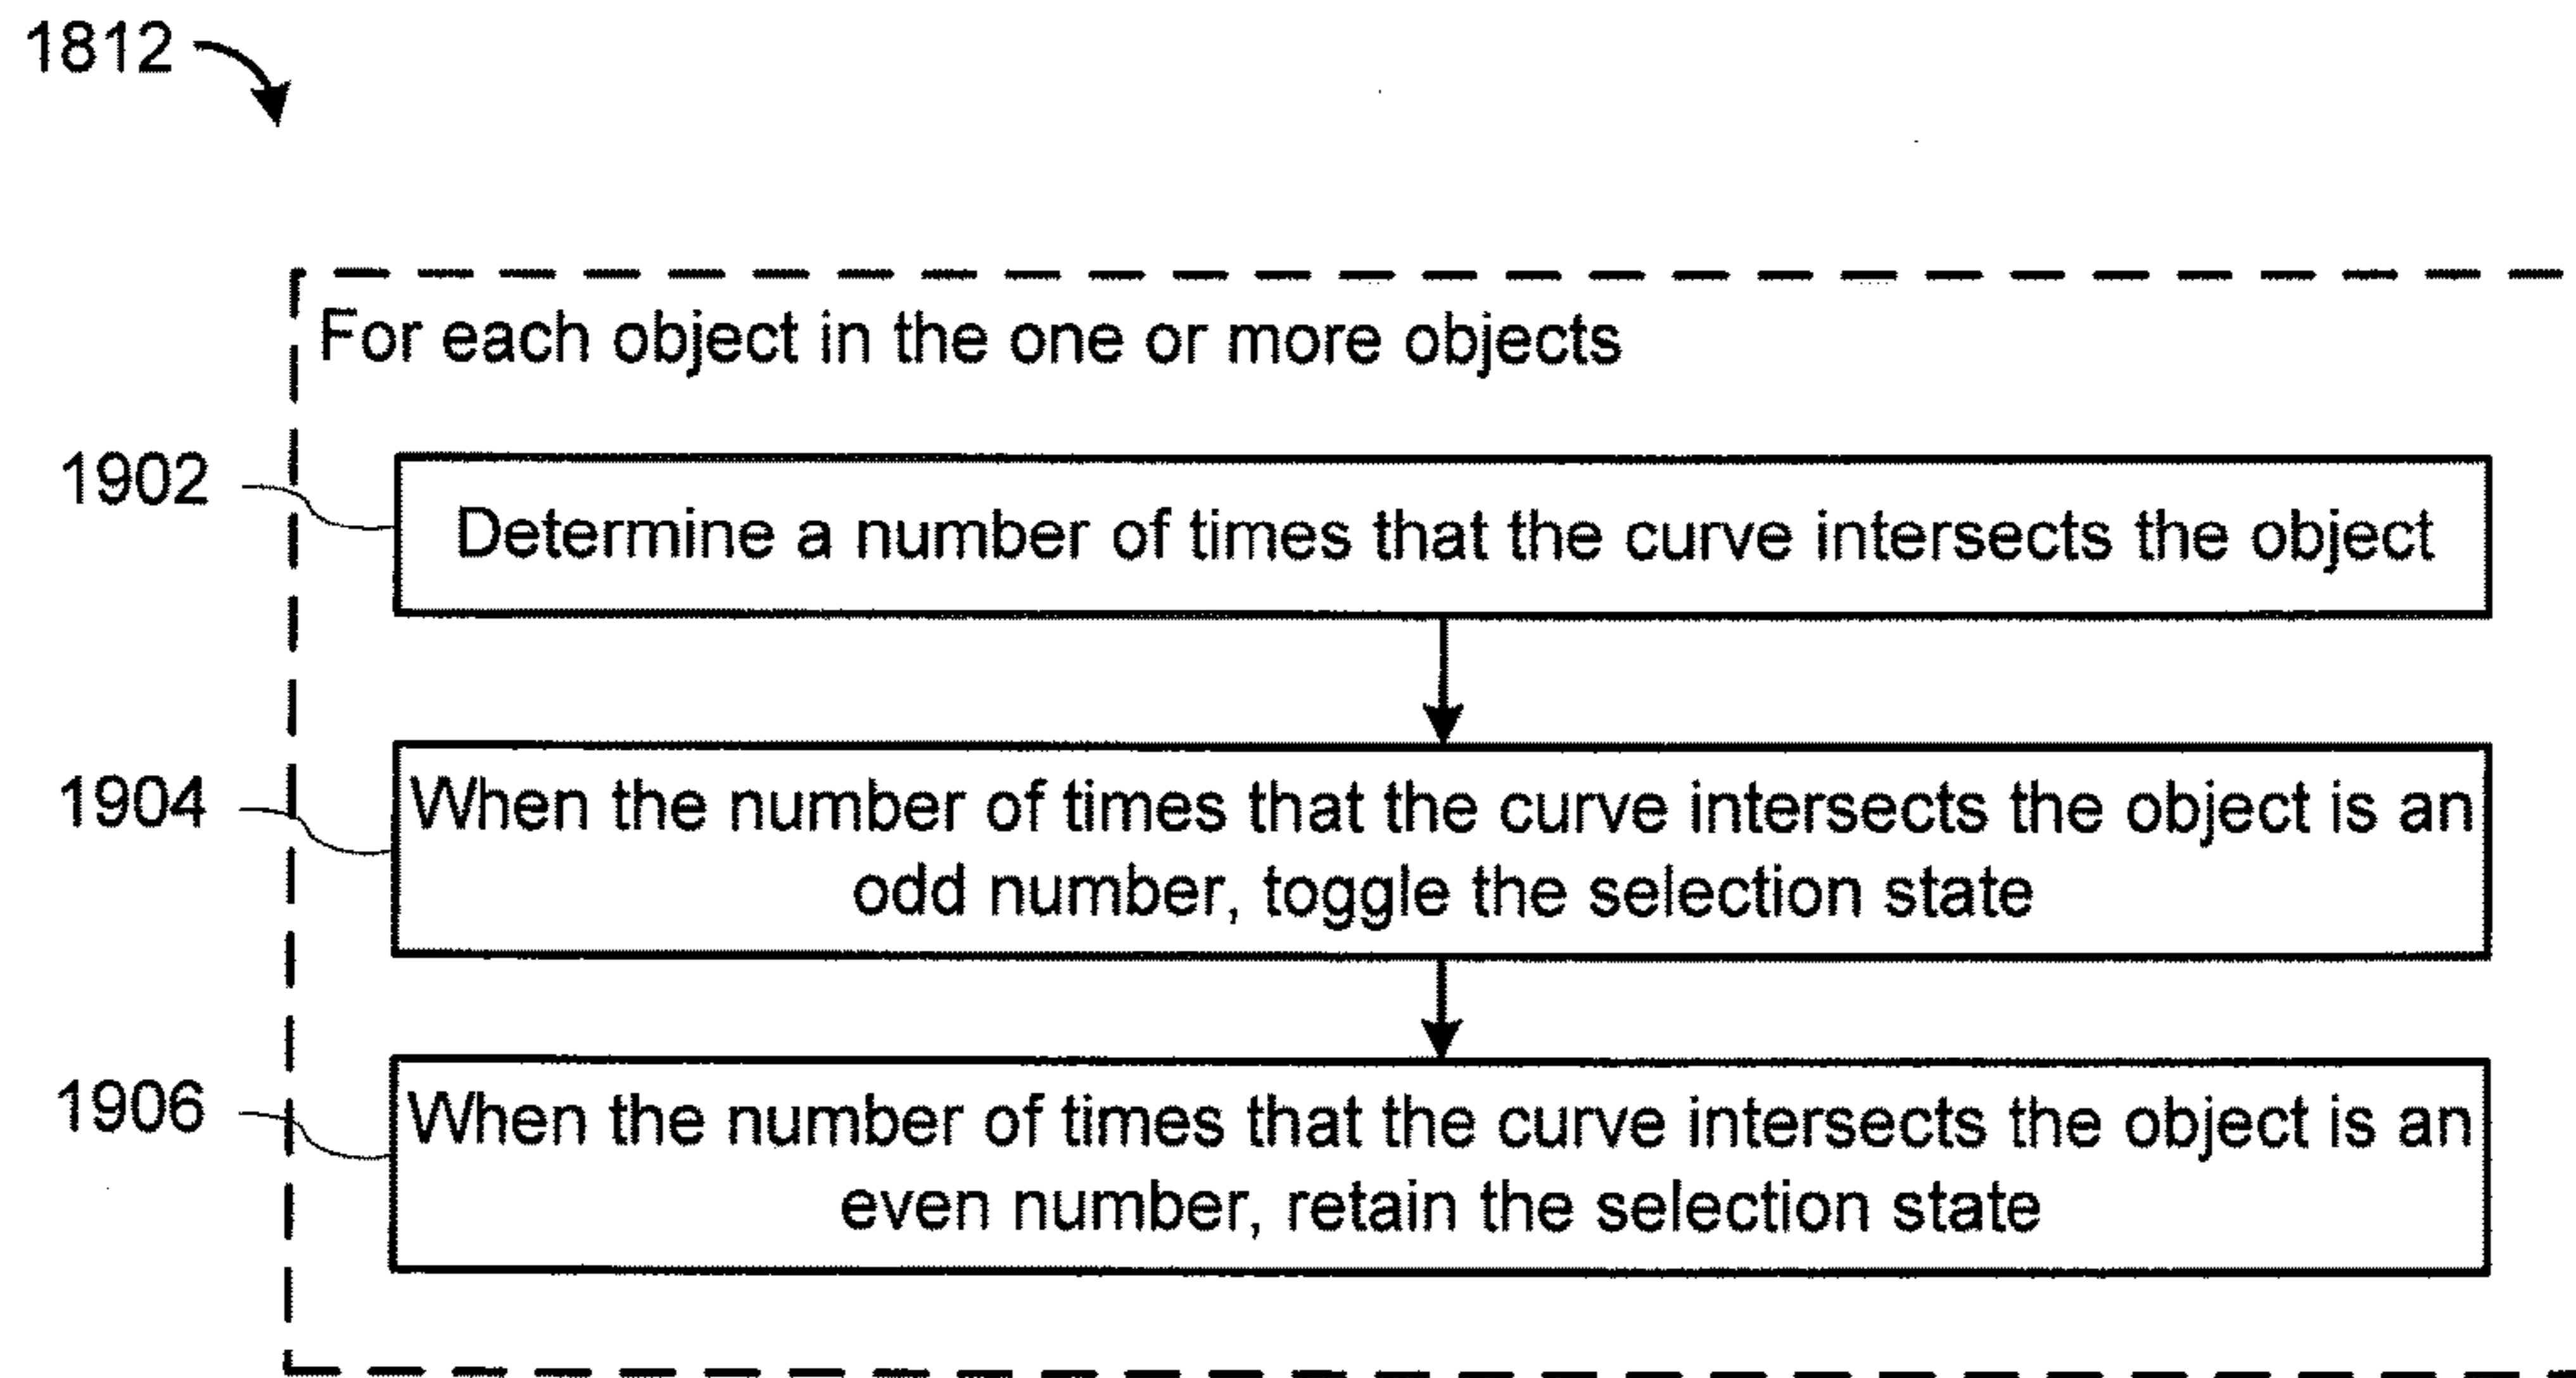 1812
For each object in the one or more objects
1902
Determine a number of times that the curve intersects the object
1904
When the number of times that the curve intersects the object is an
odd number, toggle the selection state
1906
When the number of times that the curve intersects the object is an
even number, retain the selection state